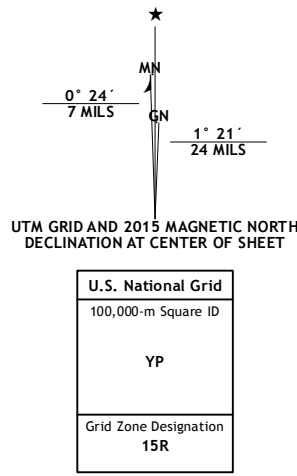 ★
MN
0° 24´
7 MILS
GN
1° 21´
24 MILS
UTM GRID AND 2015 MAGNETIC NORTH
DECLINATION AT CENTER OF SHEET
U.S. National Grid
100,000-m Square ID
YP
Grid Zone Designation
15R